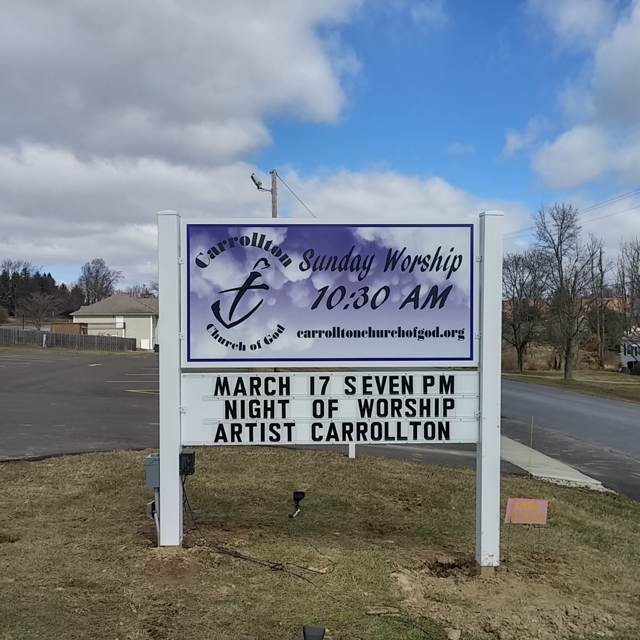 Carrollton
Church of God
Sunday Worship
10:30 AM
carrolltonchurchofgod.org
MARCH 17 SEVEN PM
NIGHT OF WORSHIP
ARTIST CARROLLTON